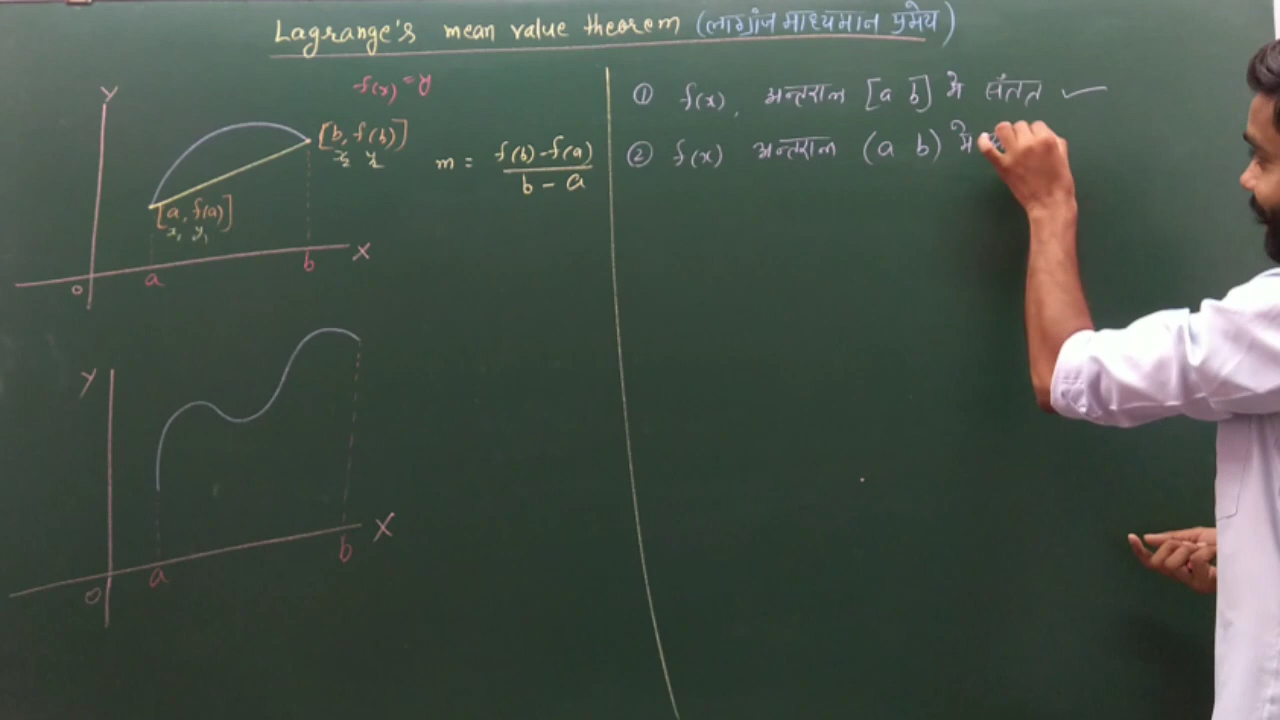 Lagrange's mean value theorem (लाग्रांज माध्यमान प्रमेय)
f(x) = y
Y
[b, f(b)]
x₂ y₂
m = f(b) - f(a) / b - a
[a, f(a)]
x₁ y₁
X
O
a
b
Y
X
O
a
b
① f(x), अन्तराल [a b] मे संतत ✓
② f(x) अन्तराल (a b) मे